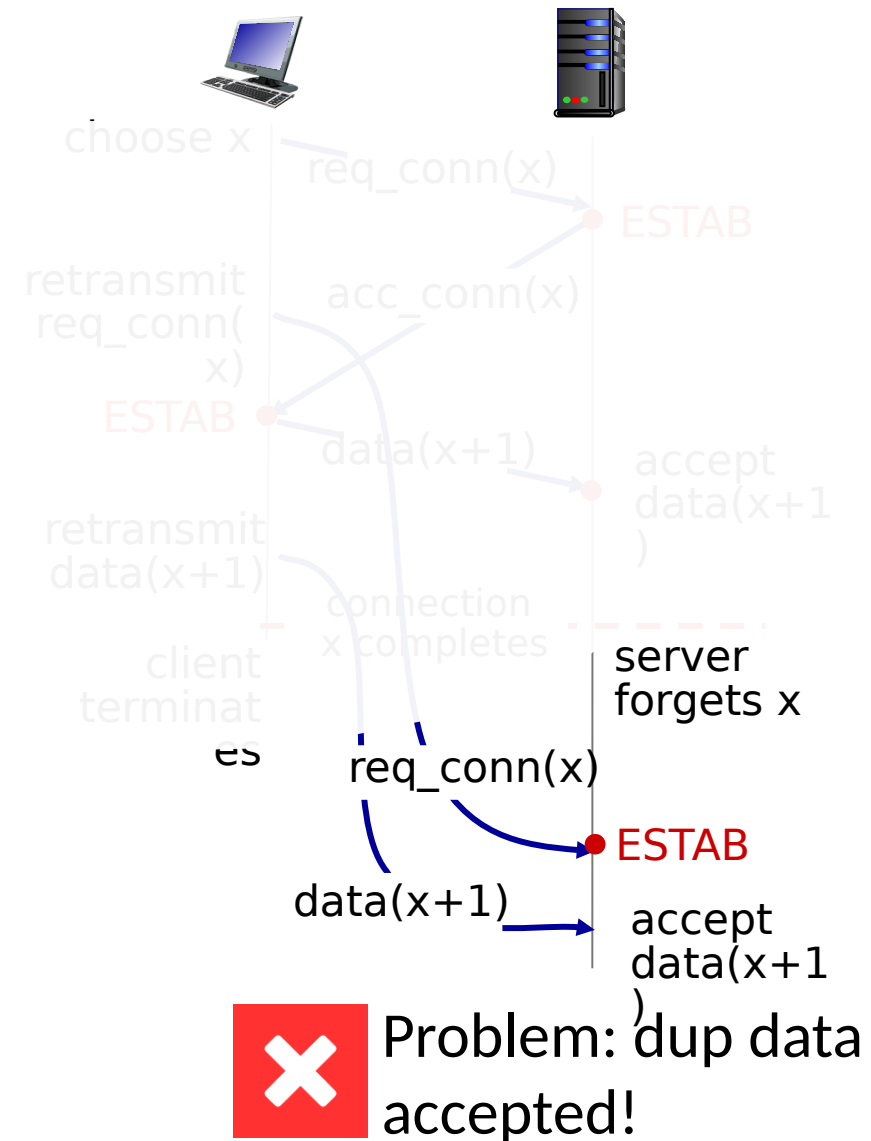 choose x
req_conn(x)
ESTAB
retransmit
req_conn(
x)
acc_conn(x)
ESTAB
data(x+1)
accept
data(x+1
)
retransmit
data(x+1)
connection
x completes
client
terminat
es
server
forgets x
req_conn(x)
ESTAB
data(x+1)
accept
data(x+1
)
Problem: dup data
accepted!